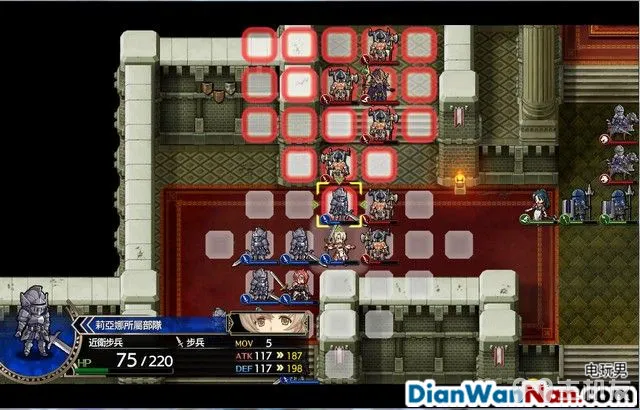 莉亞娜所屬部隊
近衛步兵 步兵 MOV 5
HP 75/220 ATK 117 》 187
DEF 117 》 198
电玩男
DianWanNan.com